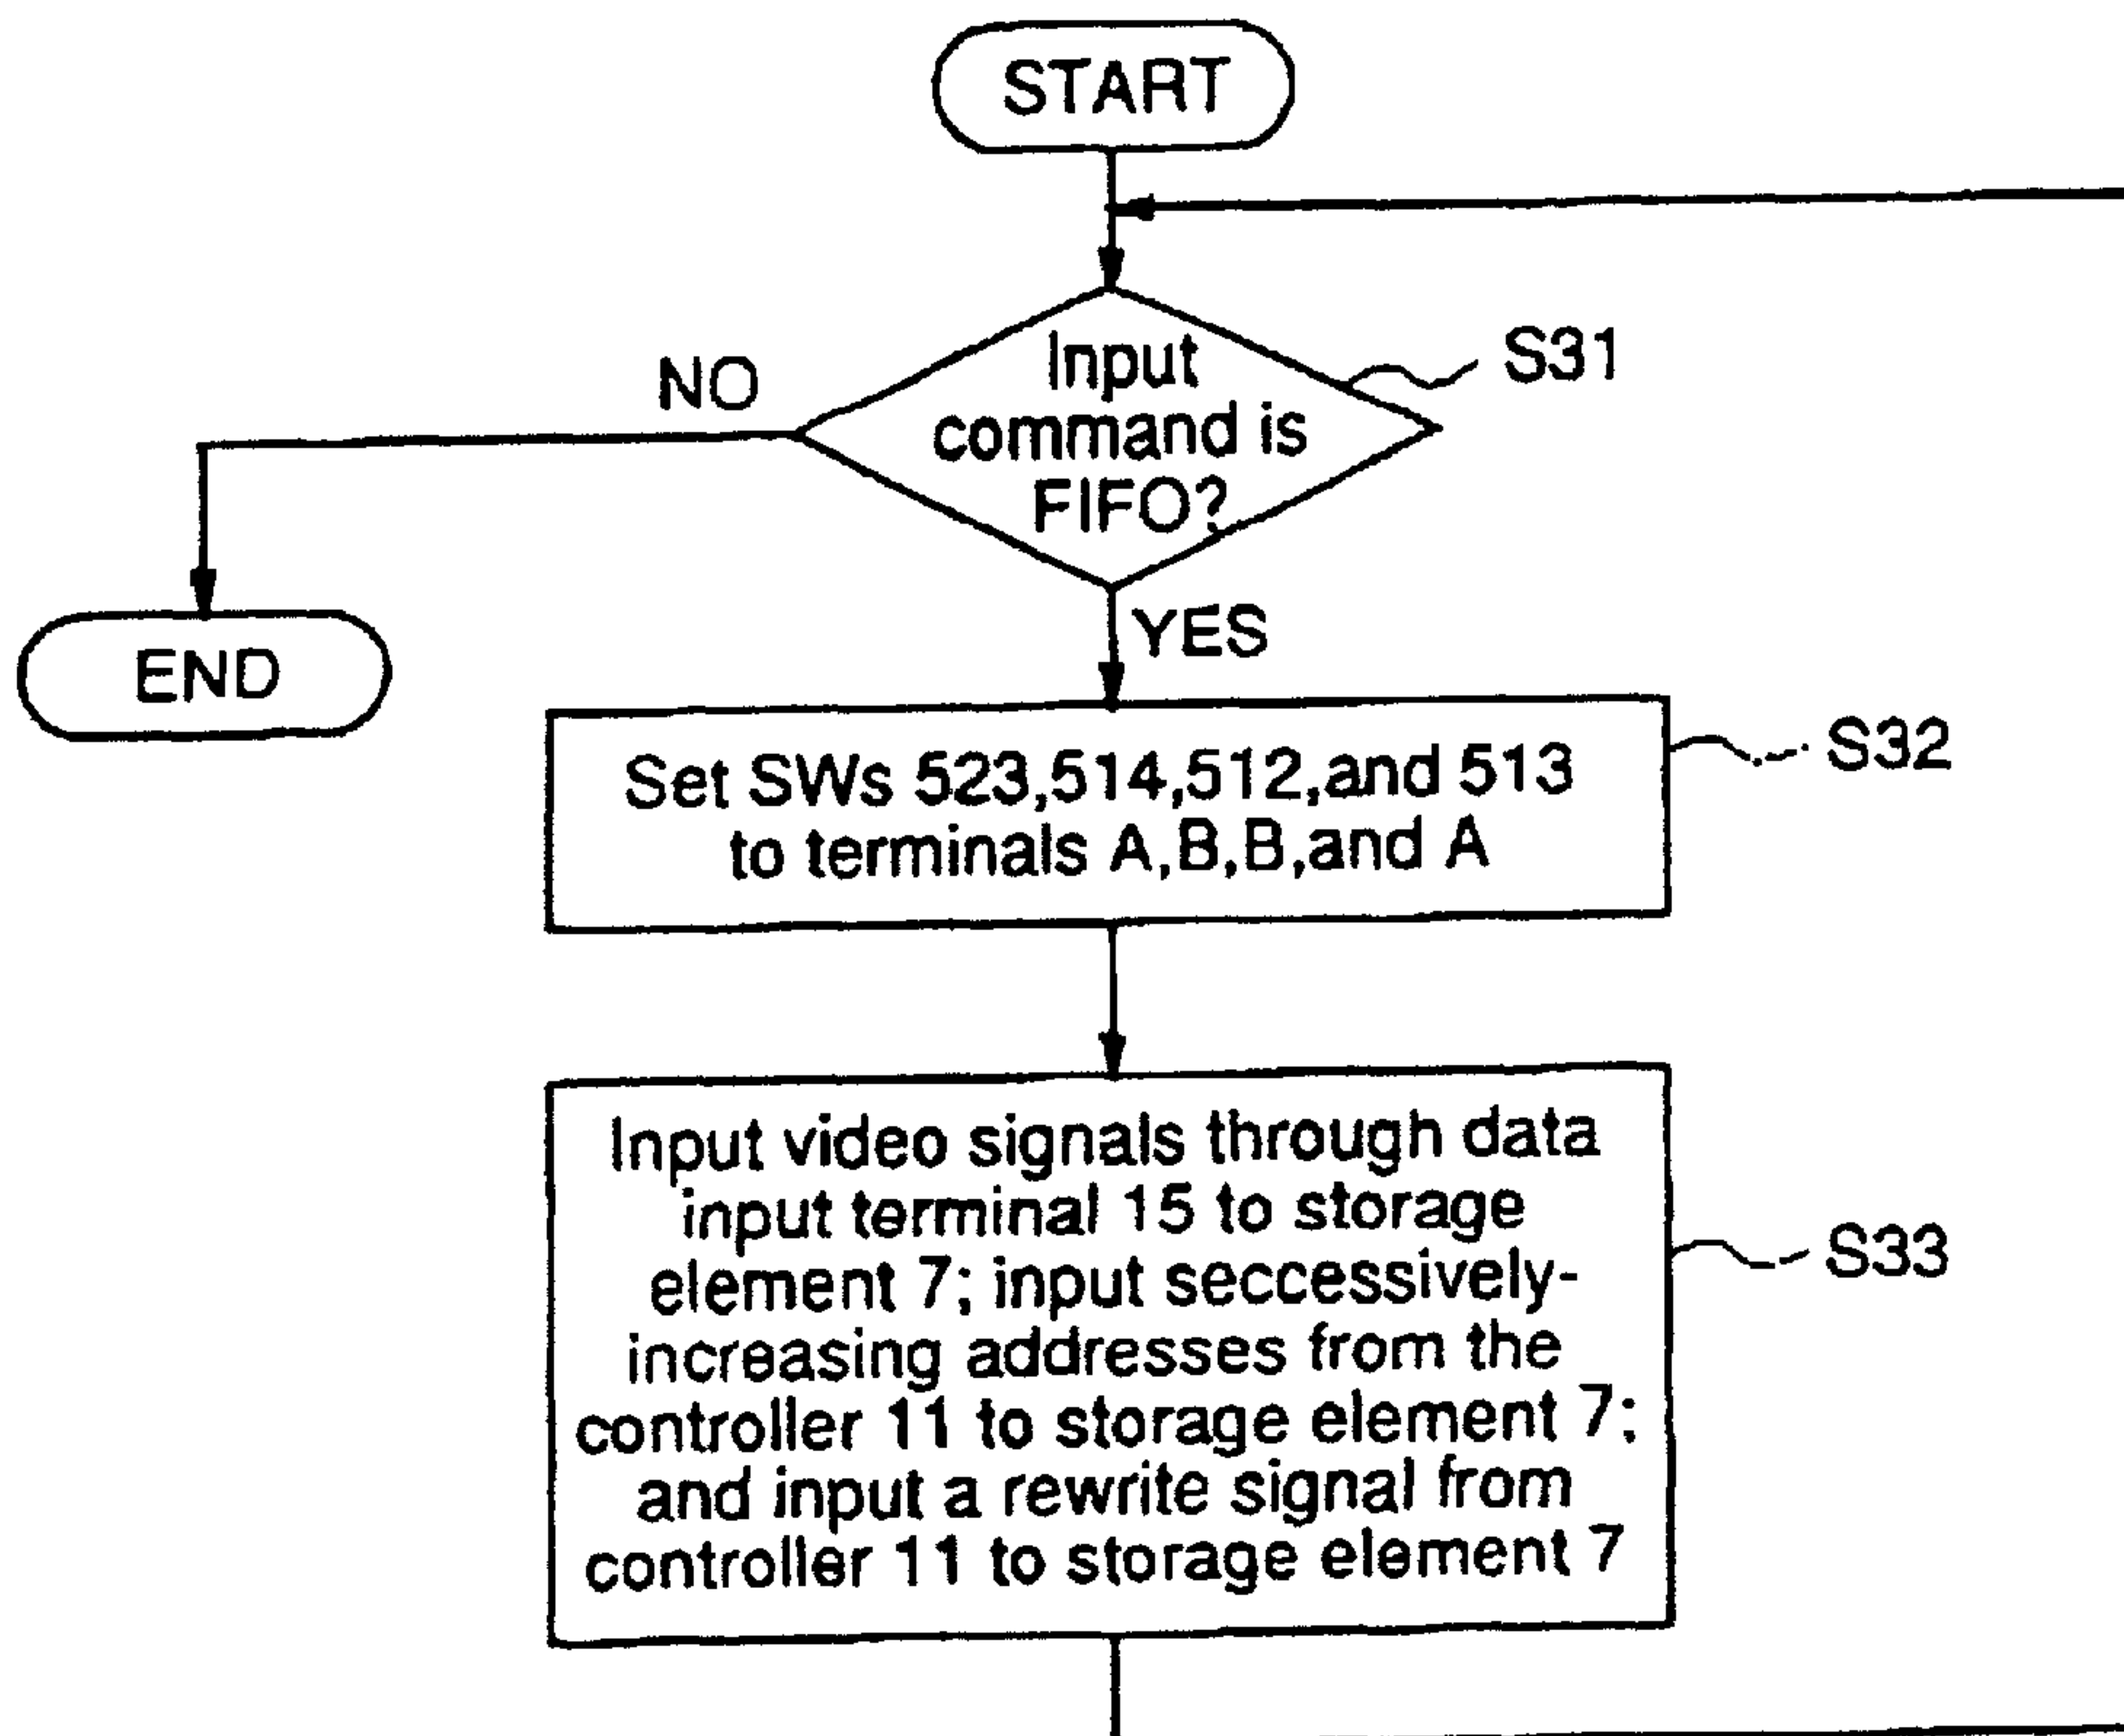 START
Input
command is
FIFO?
S31
NO
YES
END
Set SWs 523,514,512,and 513
to terminals A,B,B,and A
S32
Input video signals through data
input terminal 15 to storage
element 7; input seccessively-
increasing addresses from the
controller 11 to storage element 7;
and input a rewrite signal from
controller 11 to storage element 7
S33